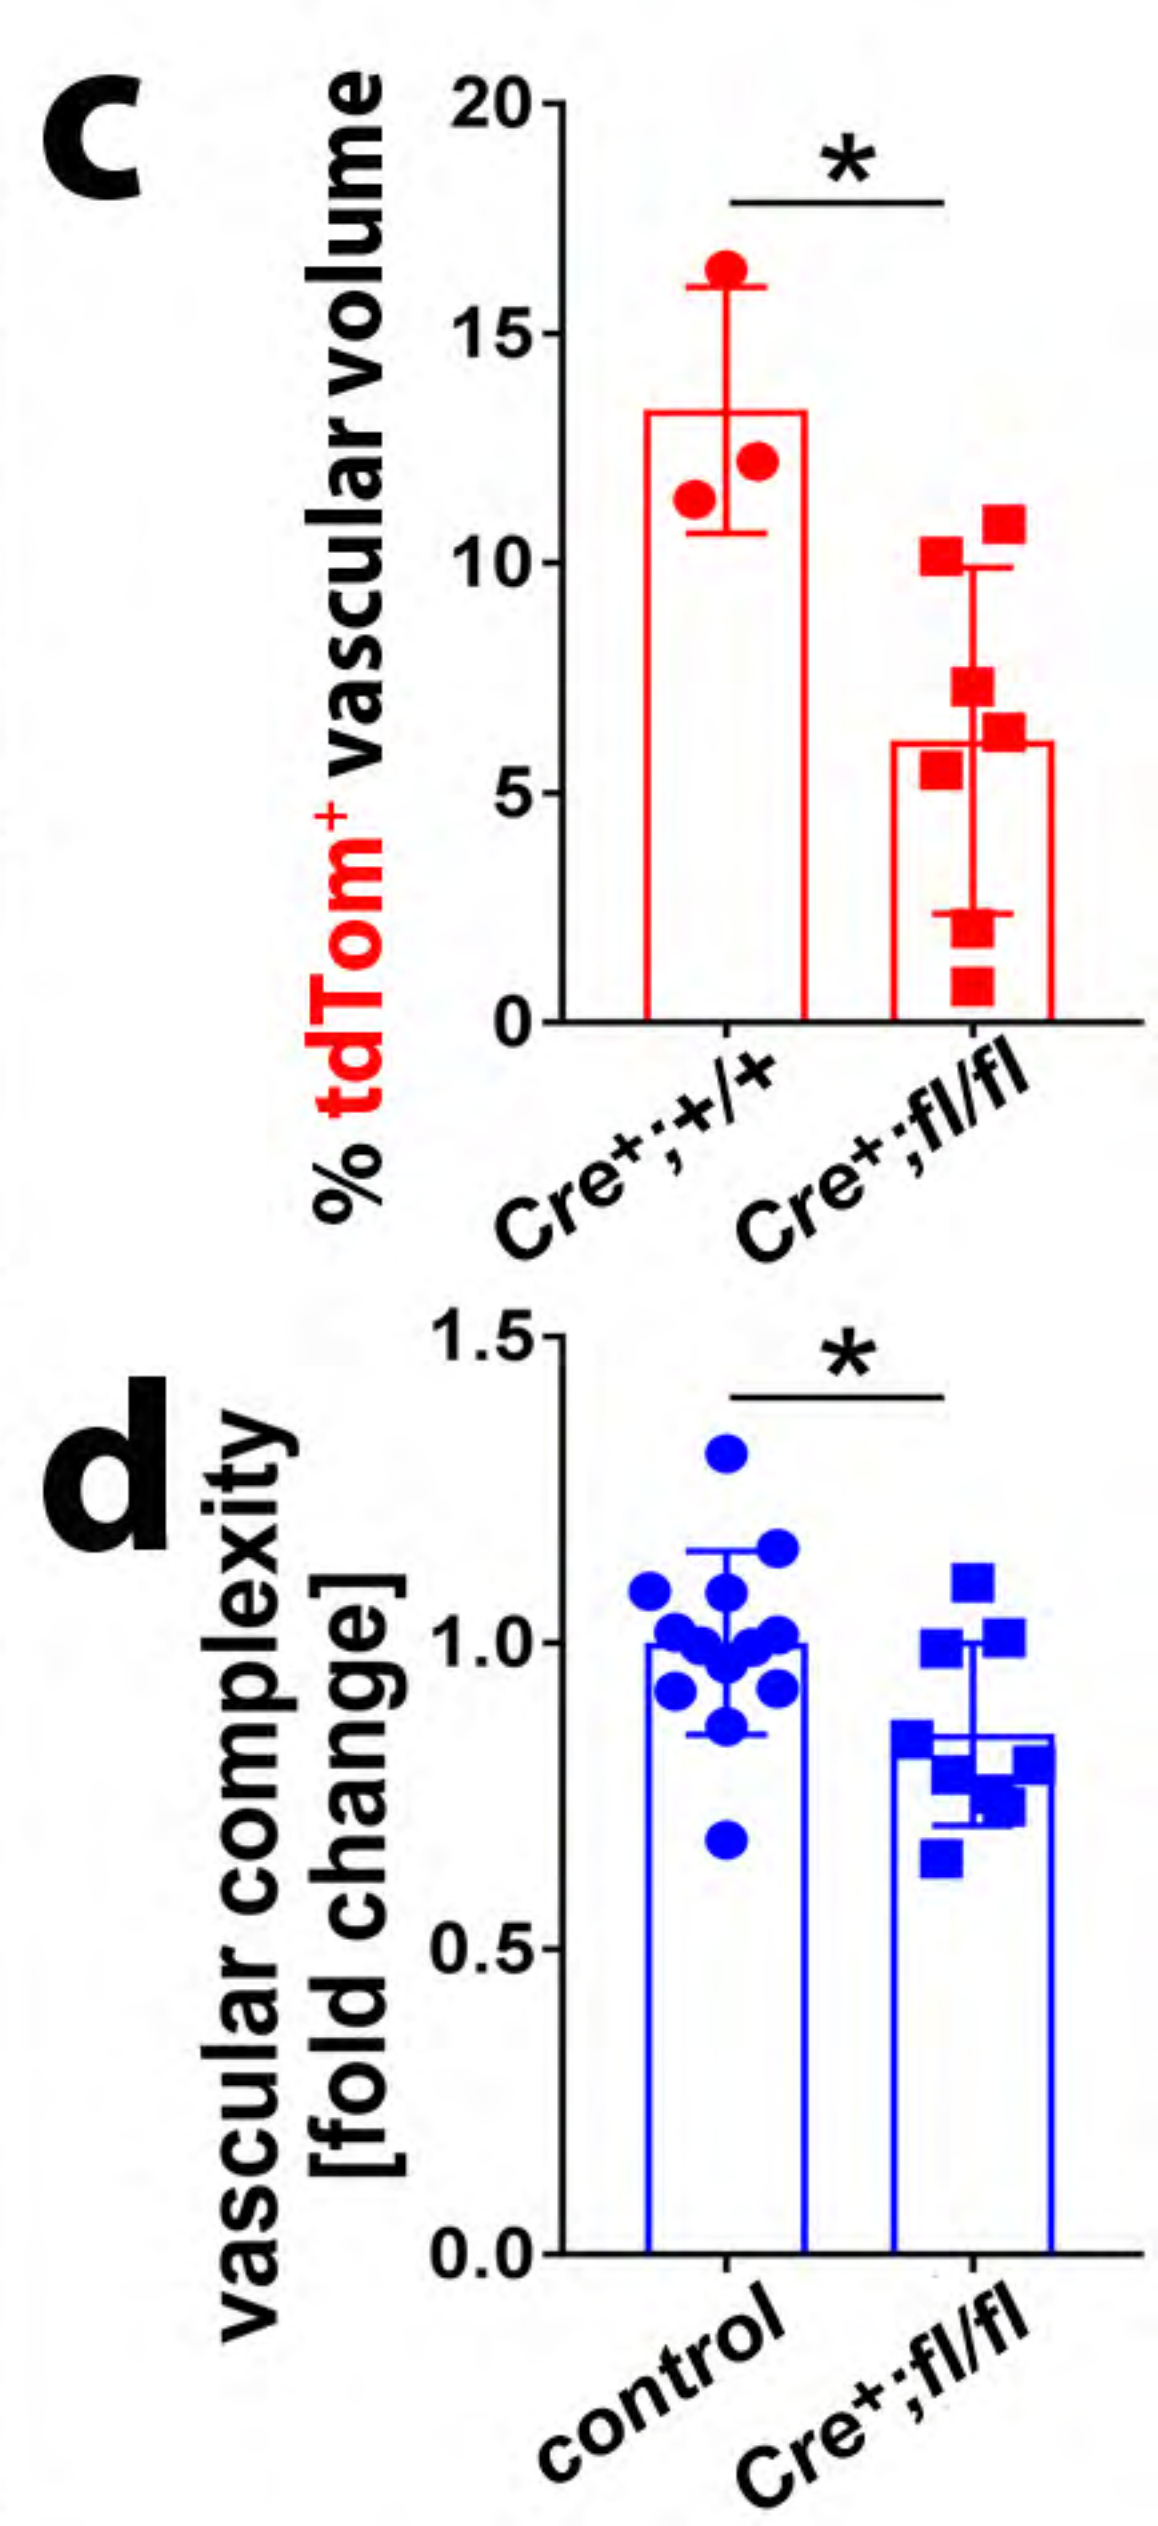 c
% tdTom⁺ vascular volume
20
*
15
10
5
0
Cre⁺;+/+
Cre⁺;fl/fl
d
vascular complexity
[fold change]
1.5
*
1.0
0.5
0.0
control
Cre⁺;fl/fl